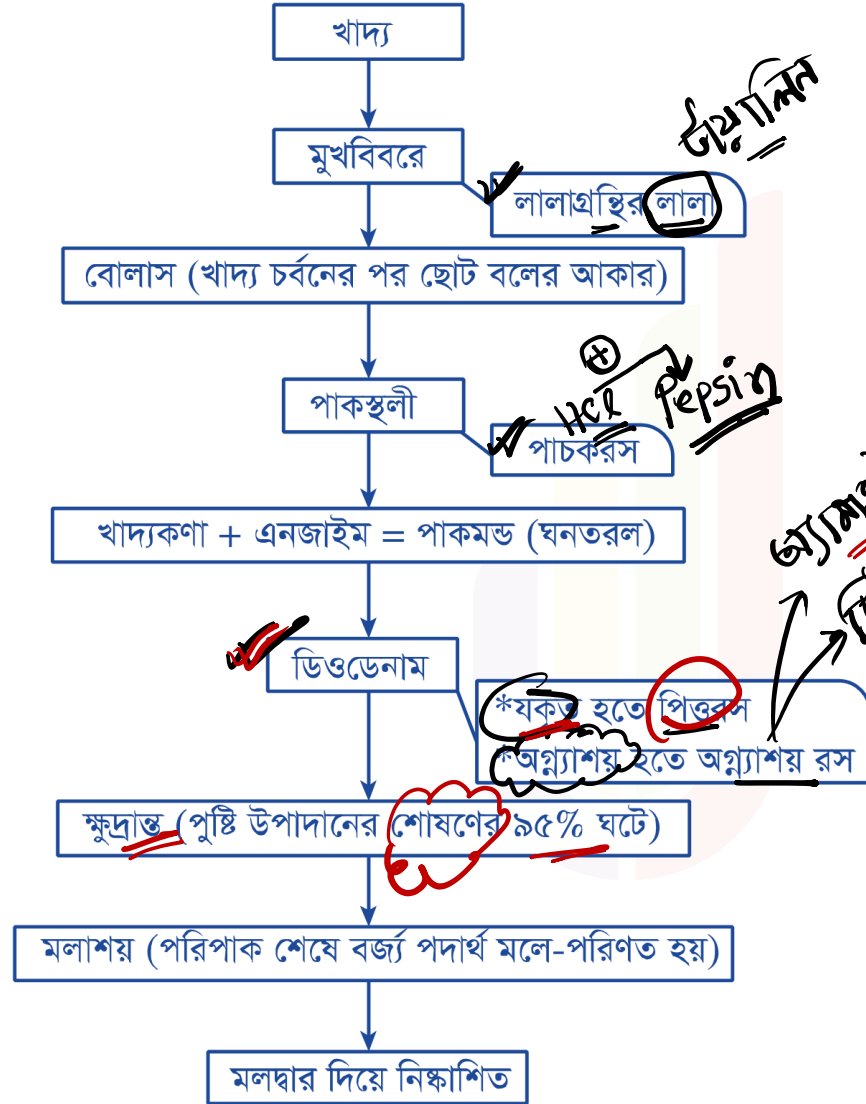 খাদ্য
টায়ালিন
মুখবিবরে
লালাগ্রন্থির লালা
বোলাস (খাদ্য চর্বনের পর ছোট বলের আকার)
+
HCl Pepsin
পাকস্থলী
পাচকরস
খাদ্যকণা + এনজাইম = পাকমন্ড (ঘনতরল)
ডিওডেনাম
*যকৃত হতে পিত্তরস
*অগ্ন্যাশয় হতে অগ্ন্যাশয় রস
ক্ষুদ্রান্ত (পুষ্টি উপাদানের শোষণের ৯৫% ঘটে)
মলাশয় (পরিপাক শেষে বর্জ্য পদার্থ মলে-পরিণত হয়)
মলদ্বার দিয়ে নিষ্কাশিত